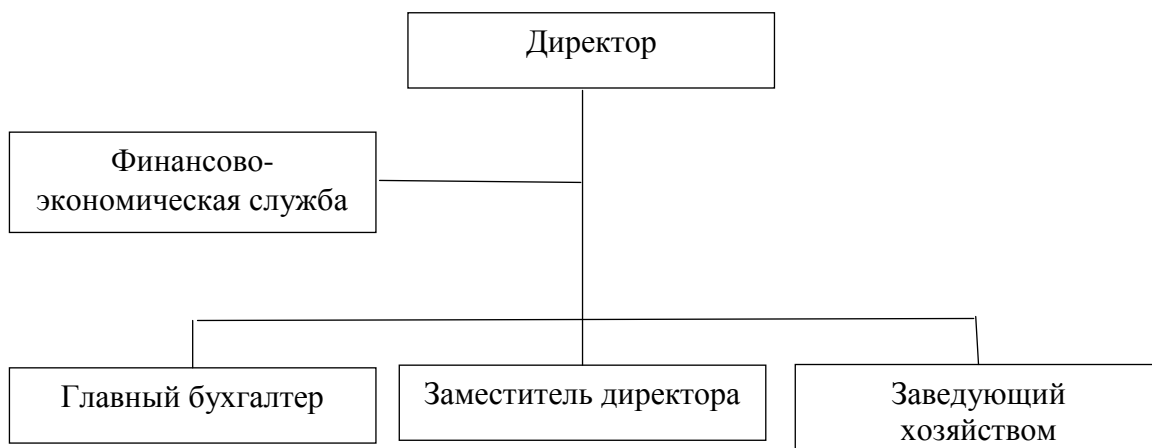 Директор
Финансово-
экономическая служба
Главный бухгалтер
Заместитель директора
Заведующий
хозяйством